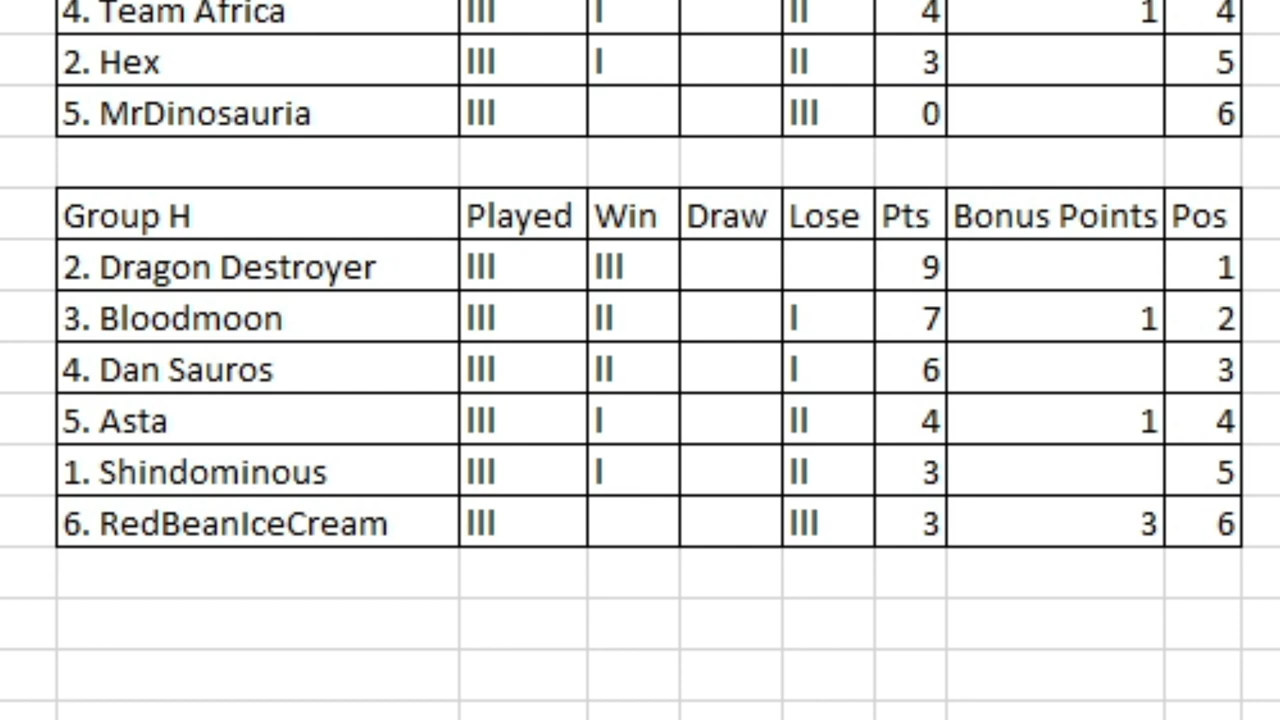 4. Team Africa III I II 4 1 4
2. Hex III I II 3 5
5. MrDinosauria III III 0 6
Group H Played Win Draw Lose Pts Bonus Points Pos
2. Dragon Destroyer III III 9 1
3. Bloodmoon III II I 7 1 2
4. Dan Sauros III II I 6 3
5. Asta III I II 4 1 4
1. Shindominous III I II 3 5
6. RedBeanIceCream III III 3 3 6